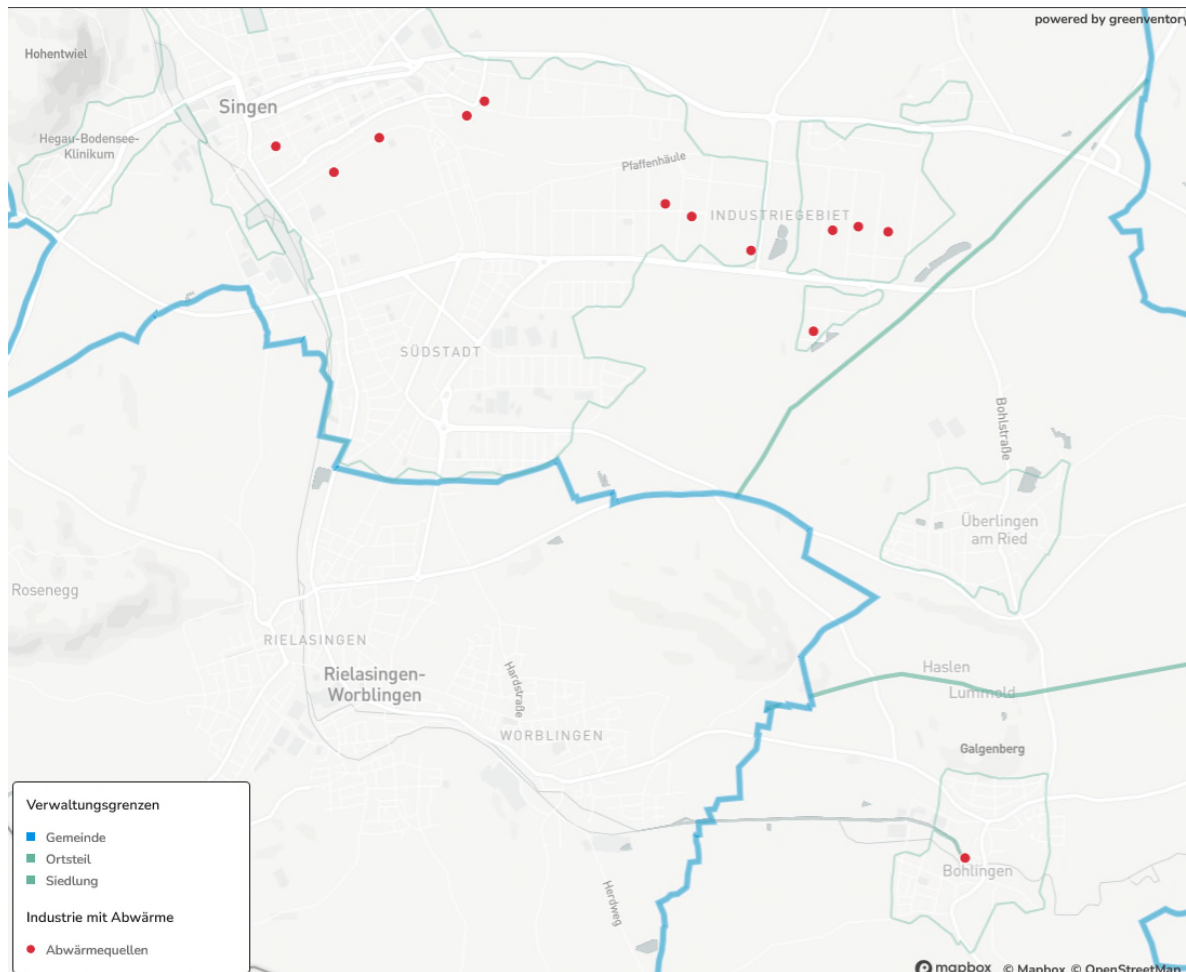 powered by greenventory
Hohentwiel
Singen
Hegau-Bodensee-
Klinikum
Pfaffenhäule
INDUSTRIEGEBIET
SÜDSTADT
Bohlstraße
Überlingen
am Ried
Rosenegg
RIELASINGEN
Rielasingen-
Worblingen
Hardstraße
WORBLINGEN
Haslen
Lummold
Galgenberg
Verwaltungsgrenzen
Gemeinde
Ortsteil
Siedlung
Industrie mit Abwärme
Abwärmequellen
Herdweg
Bohlingen
mapbox © Mapbox © OpenStreetMap